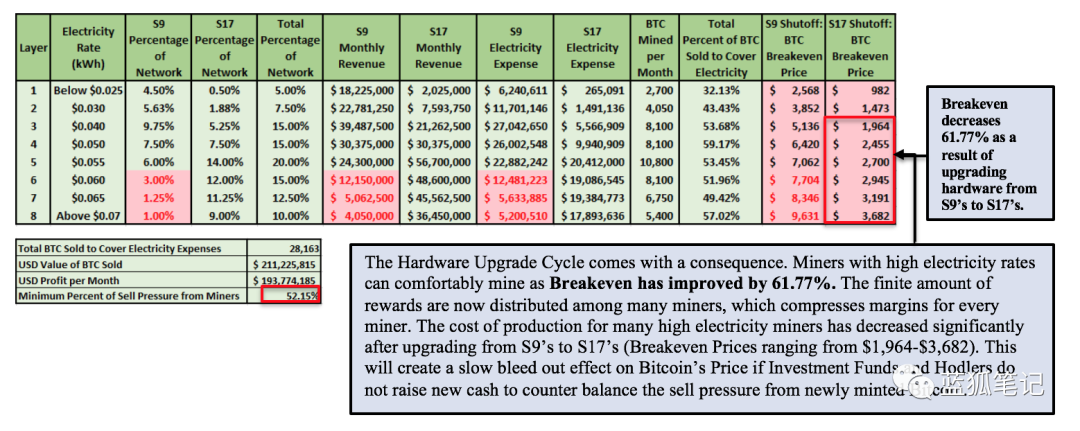 Layer Electricity Rate (kWh) S9 Percentage of Network S17 Percentage of Network Total Percentage of Network S9 Monthly Revenue S17 Monthly Revenue S9 Electricity Expense S17 Electricity Expense BTC Mined per Month Total Percent of BTC Sold to Cover Electricity S9 Shutoff: BTC Breakeven Price S17 Shutoff: BTC Breakeven Price
1 Below $0.025 4.50% 0.50% 5.00% $ 18,225,000 $ 2,025,000 $ 6,240,611 $ 265,091 2,700 32.13% $ 2,568 $ 982
2 $0.030 5.63% 1.88% 7.50% $ 22,781,250 $ 7,593,750 $ 11,701,146 $ 1,491,136 4,050 43.43% $ 3,852 $ 1,473
3 $0.040 9.75% 5.25% 15.00% $ 39,487,500 $ 21,262,500 $ 27,042,650 $ 5,566,909 8,100 53.68% $ 5,136 $ 1,964
4 $0.050 7.50% 7.50% 15.00% $ 30,375,000 $ 30,375,000 $ 26,002,548 $ 9,940,909 8,100 59.17% $ 6,420 $ 2,455
5 $0.055 6.00% 14.00% 20.00% $ 24,300,000 $ 56,700,000 $ 22,882,242 $ 20,412,000 10,800 53.45% $ 7,062 $ 2,700
6 $0.060 3.00% 12.00% 15.00% $ 12,150,000 $ 48,600,000 $ 12,481,223 $ 19,086,545 8,100 51.96% $ 7,704 $ 2,945
7 $0.065 1.25% 11.25% 12.50% $ 5,062,500 $ 45,562,500 $ 5,633,885 $ 19,384,773 6,750 49.42% $ 8,346 $ 3,191
8 Above $0.07 1.00% 9.00% 10.00% $ 4,050,000 $ 36,450,000 $ 5,200,510 $ 17,893,636 5,400 57.02% $ 9,631 $ 3,682
Breakeven
decreases
61.77% as a
result of
upgrading
hardware from
S9's to S17's.
Total BTC Sold to Cover Electricity Expenses 28,163
USD Value of BTC Sold $ 211,225,815
USD Profit per Month $ 193,774,185
Minimum Percent of Sell Pressure from Miners 52.15%
The Hardware Upgrade Cycle comes with a consequence. Miners with high electricity rates
can comfortably mine as Breakeven has improved by 61.77%. The finite amount of
rewards are now distributed among many miners, which compresses margins for every
miner. The cost of production for many high electricity miners has decreased significantly
after upgrading from S9's to S17's (Breakeven Prices ranging from $1,964-$3,682). This
will create a slow bleed out effect on Bitcoin's Price if Investment Funds and Hodlers do
not raise new cash to counter balance the sell pressure from newly minted
蓝狐笔记